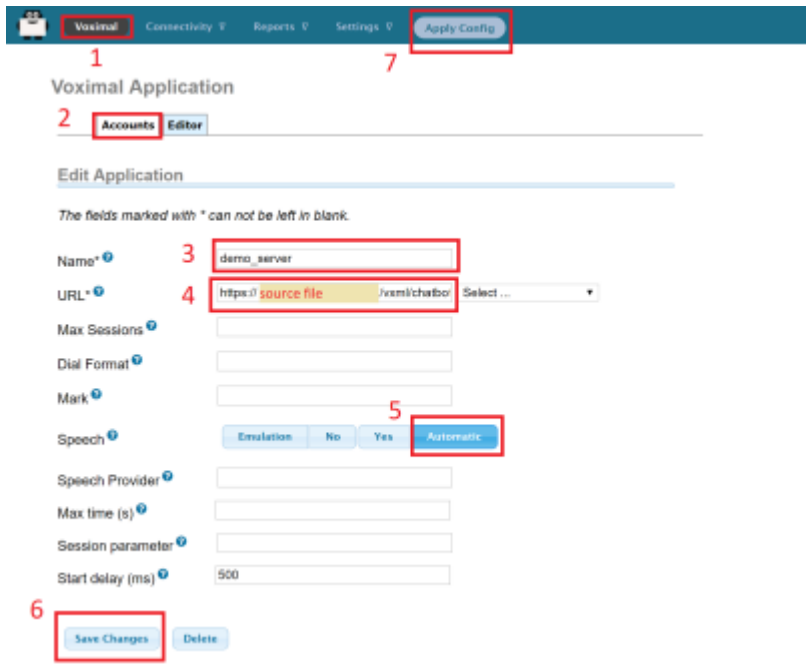 Voximal Connectivity Reports Settings Apply Config
1 7
Voximal Application
2 Accounts Editor
Edit Application
The fields marked with * can not be left in blank.
Name* ? 3 demo_server
URL* ? 4 https:// source file /vxml/chatbo Select ...
Max Sessions ?
Dial Format ?
Mark ?
5
Speech ? Emulation No Yes Automatic
Speech Provider ?
Max time (s) ?
Session parameter ?
Start delay (ms) ? 500
6
Save Changes Delete